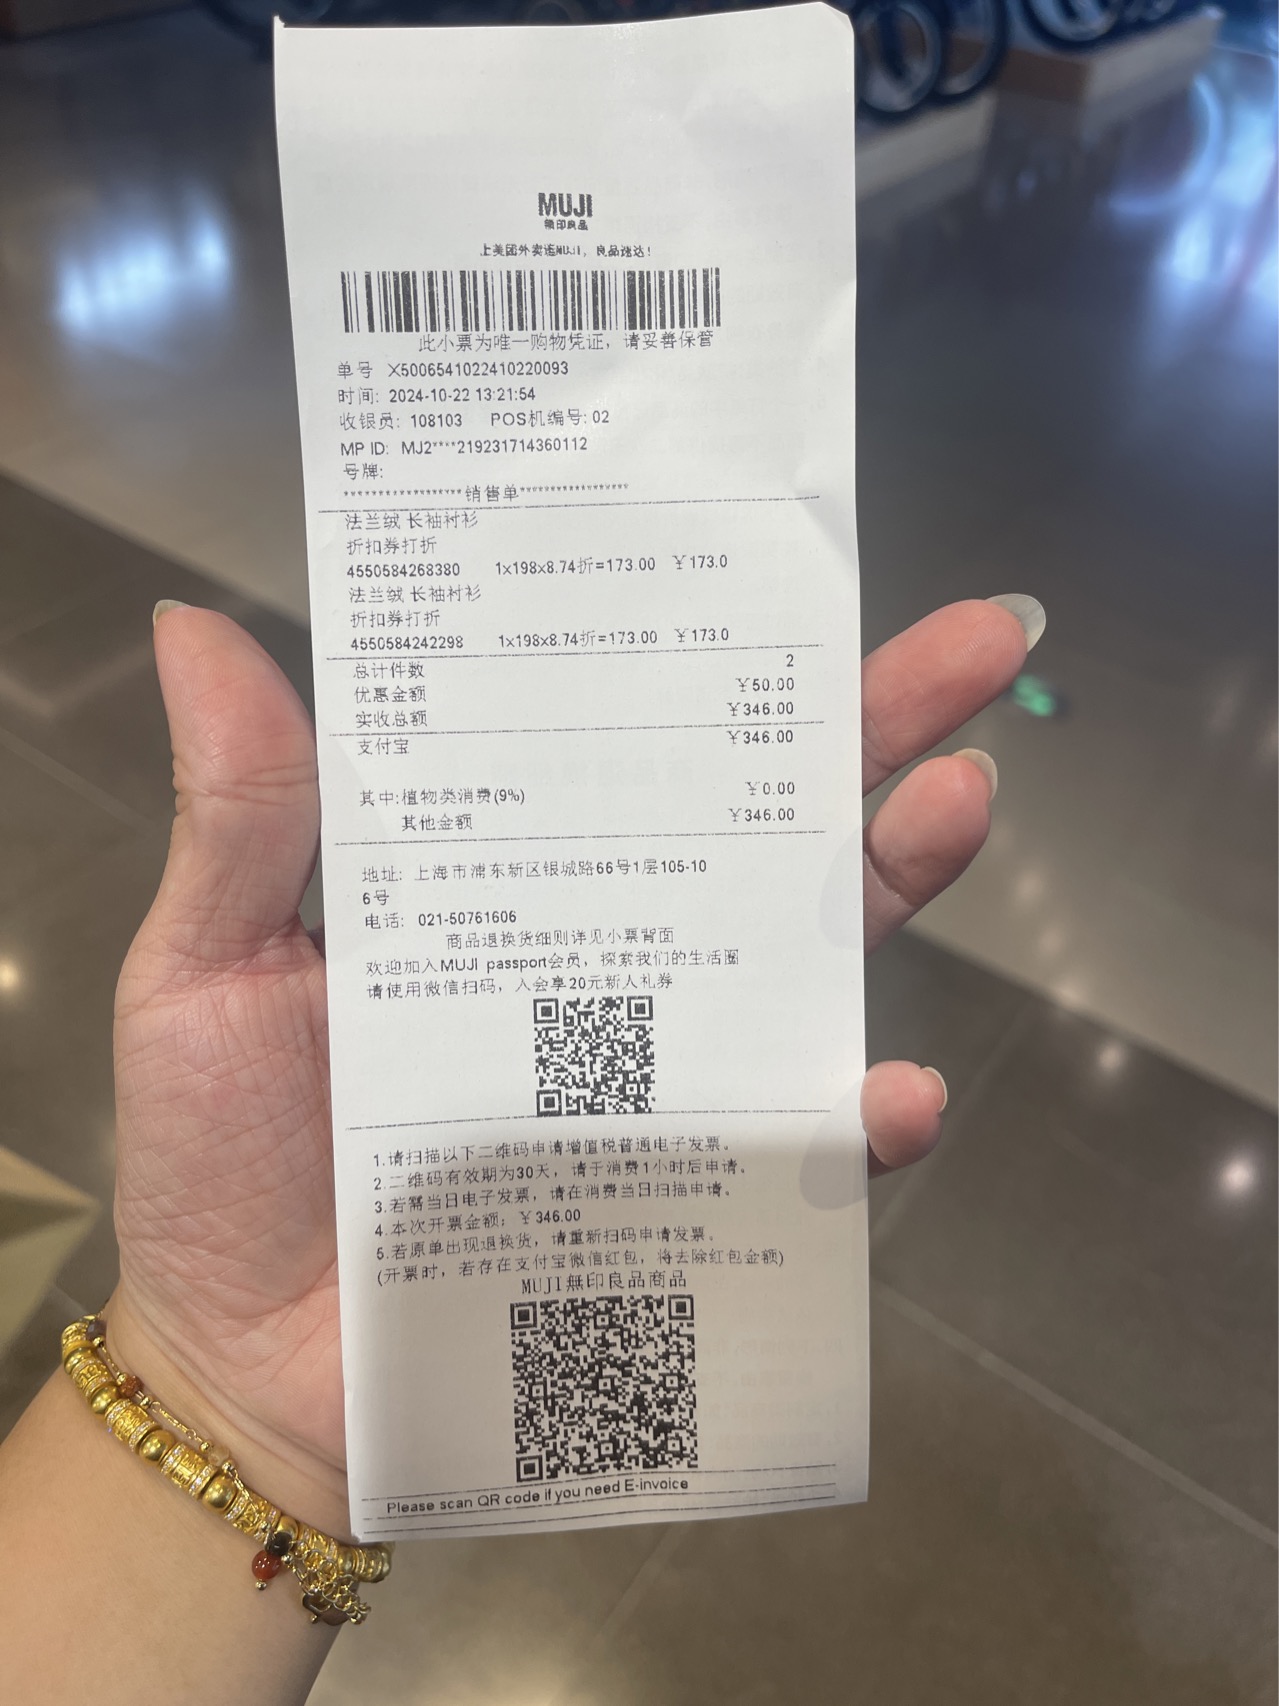 MUJI
無印良品
上美团外卖逛MUJI，良品速达！
此小票为唯一购物凭证，请妥善保管
单号 X5006541022410220093
时间: 2024-10-22 13:21:54
收银员: 108103 POS机编号: 02
MP ID: MJ2****219231714360112
号牌:
*****************销售单*****************
法兰绒 长袖衬衫
折扣券打折
4550584268380 1x198x8.74折=173.00 ￥173.0
法兰绒 长袖衬衫
折扣券打折
4550584242298 1x198x8.74折=173.00 ￥173.0
总计件数 2
优惠金额 ￥50.00
实收总额 ￥346.00
支付宝 ￥346.00
其中:植物类消费(9%) ￥0.00
其他金额 ￥346.00
地址: 上海市浦东新区银城路66号1层105-10
6号
电话: 021-50761606
商品退换货细则详见小票背面
欢迎加入MUJI passport会员，探索我们的生活圈
请使用微信扫码，入会享20元新人礼券
1.请扫描以下二维码申请增值税普通电子发票。
2.二维码有效期为30天，请于消费1小时后申请。
3.若需当日电子发票，请在消费当日扫描申请。
4.本次开票金额：￥346.00
5.若原单出现退换货，请重新扫码申请发票。
(开票时，若存在支付宝微信红包，将去除红包金额)
MUJI無印良品商品
Please scan QR code if you need E-invoice